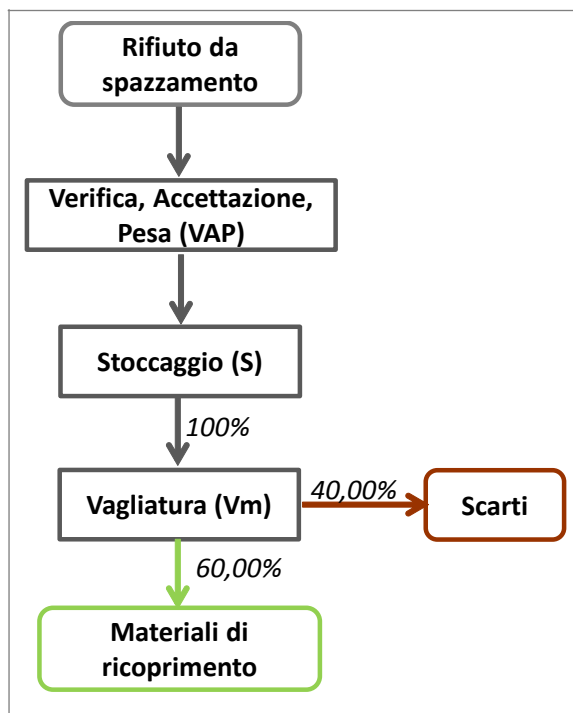 Rifiuto da
spazzamento
Verifica, Accettazione,
Pesa (VAP)
Stoccaggio (S)
100%
Vagliatura (Vm)
40,00%
Scarti
60,00%
Materiali di
ricoprimento